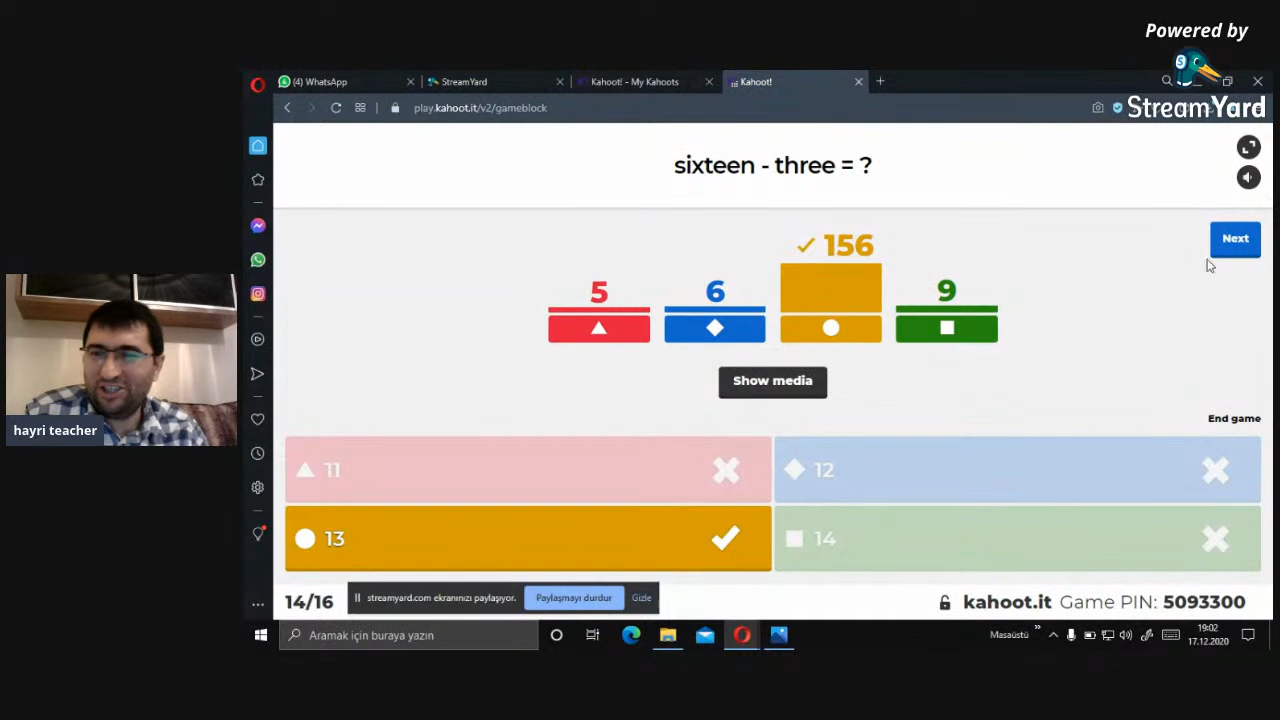 Powered by
StreamYard
(4) WhatsApp
StreamYard
Kahoot! - My Kahoots
Kahoot!
play.kahoot.it/v2/gameblock
sixteen - three = ?
Next
5
6
156
9
Show media
End game
11
12
13
14
hayri teacher
14/16
streamyard.com ekranınızı paylaşıyor.
Paylaşmayı durdur
Gizle
kahoot.it Game PIN: 5093300
Aramak için buraya yazın
Masaüstü
19:02
17.12.2020